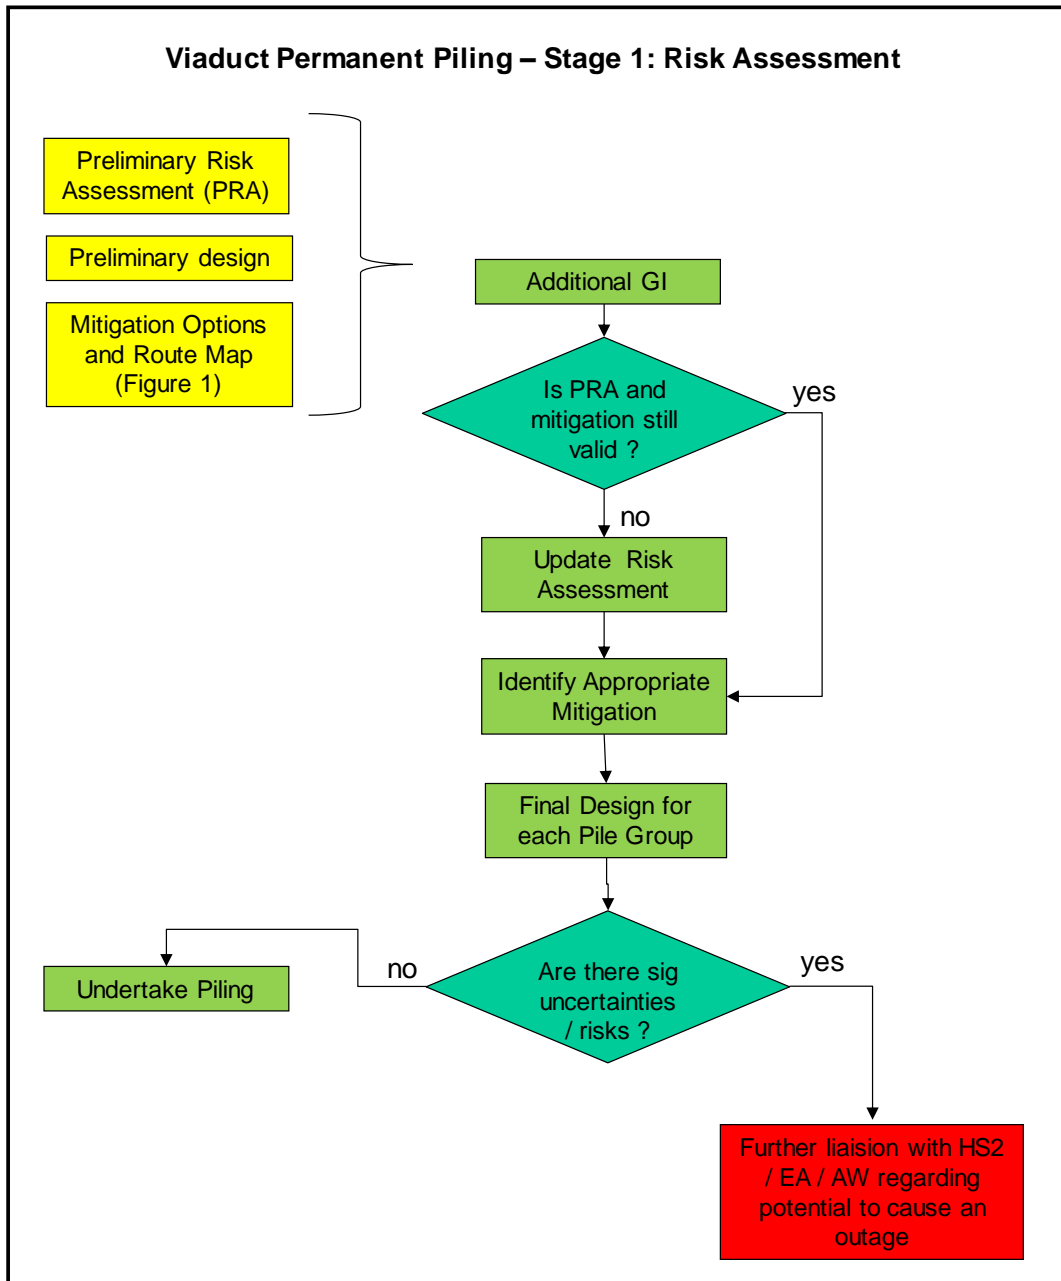 Viaduct Permanent Piling – Stage 1: Risk Assessment
Preliminary Risk
Assessment (PRA)
Preliminary design
Mitigation Options
and Route Map
(Figure 1)
Additional GI
Is PRA and
mitigation still
valid ?
yes
no
Update Risk
Assessment
Identify Appropriate
Mitigation
Final Design for
each Pile Group
Are there sig
uncertainties
/ risks ?
no
yes
Undertake Piling
Further liaision with HS2
/ EA / AW regarding
potential to cause an
outage